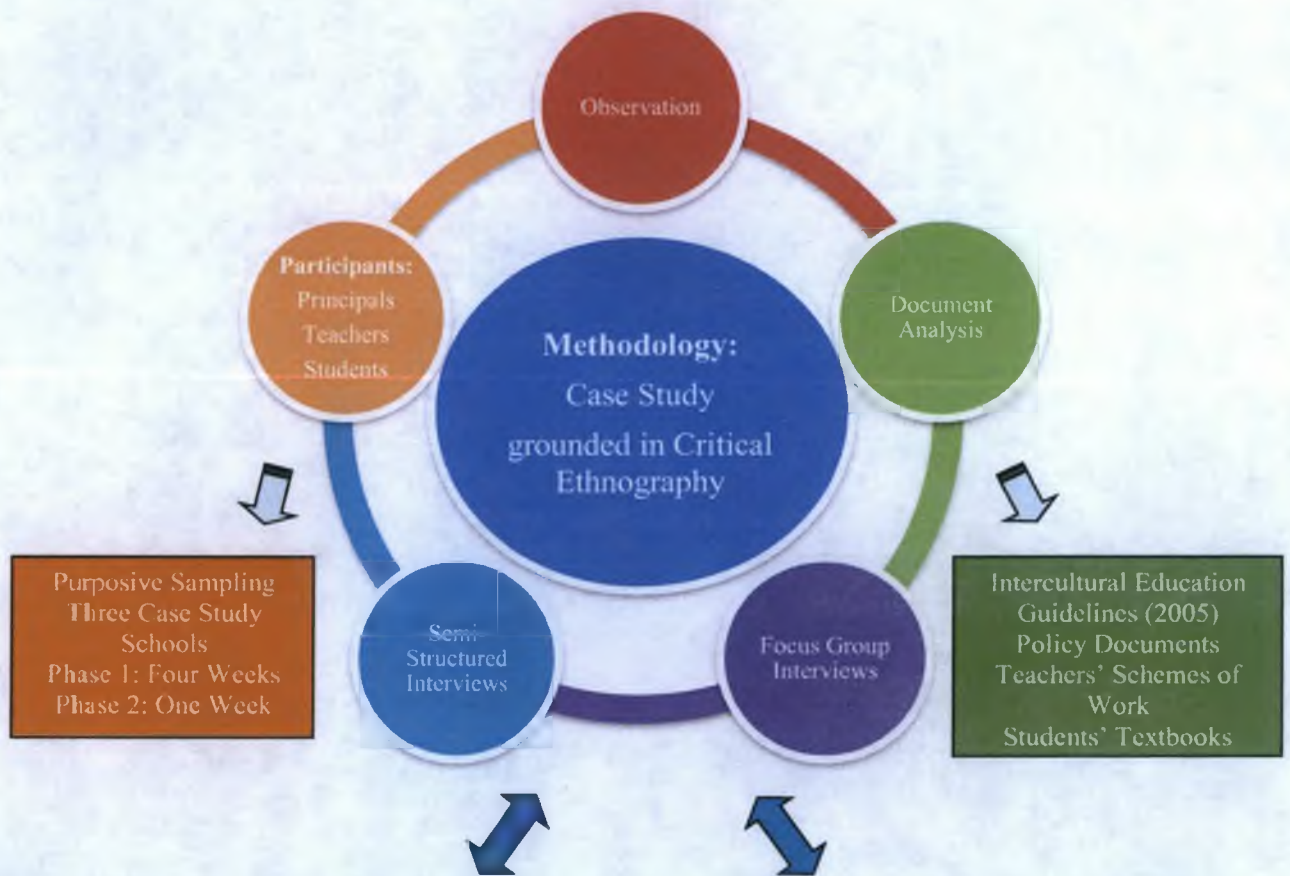 Observation
Participants:
Principals
Teachers
Students
Document
Analysis
Methodology:
Case Study
grounded in Critical
Ethnography
Purposive Sampling
Three Case Study
Schools
Phase 1: Four Weeks
Phase 2: One Week
Semi-
Structured
Interviews
Focus Group
Interviews
Intercultural Education
Guidelines (2005)
Policy Documents
Teachers’ Schemes of
Work
Students’ Textbooks